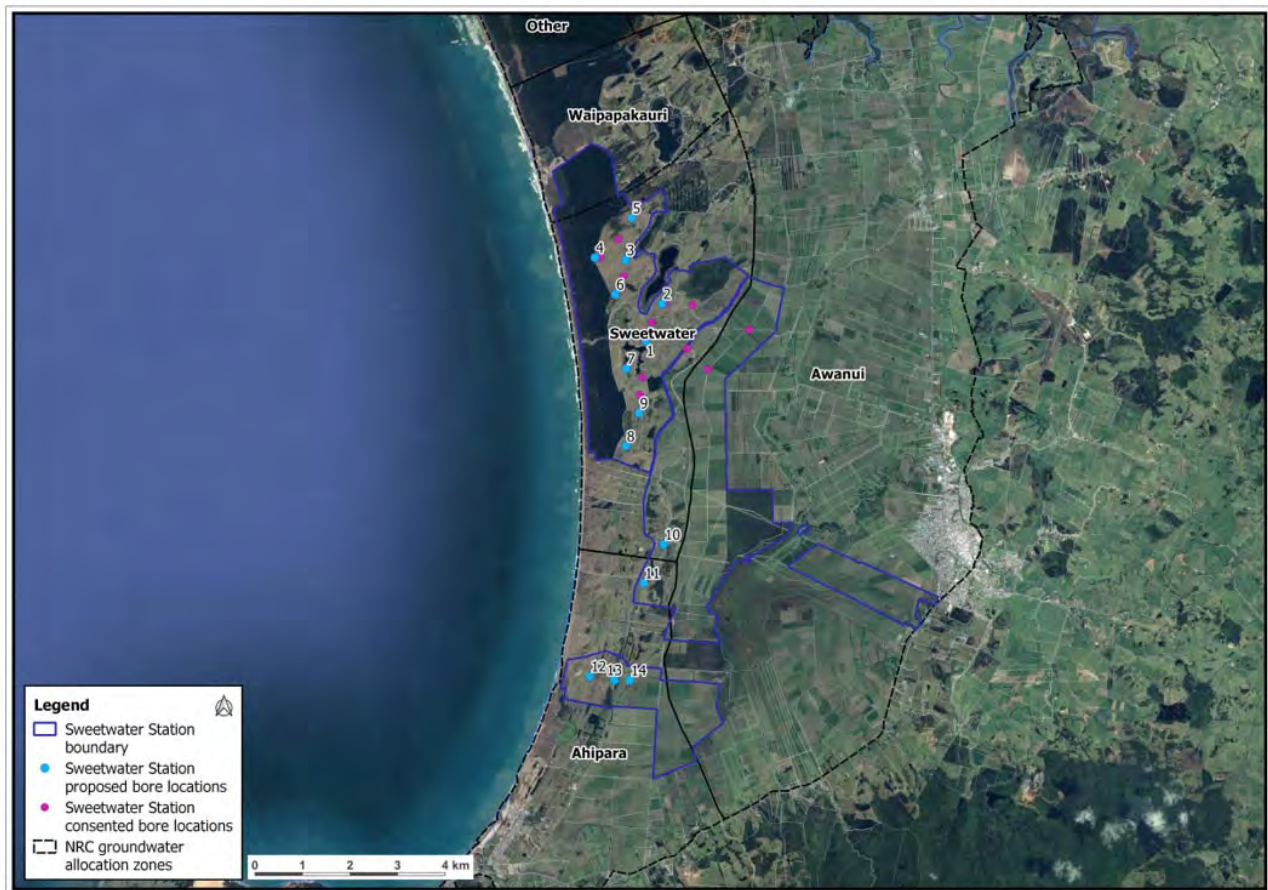 Other
Waipapakauri
5
4
3
6
2
Sweetwater
1
7
Awanui
9
8
10
11
12 13 14
Ahipara
Legend
Sweetwater Station
boundary
Sweetwater Station
proposed bore locations
Sweetwater Station
consented bore locations
NRC groundwater
allocation zones
0 1 2 3 4 km